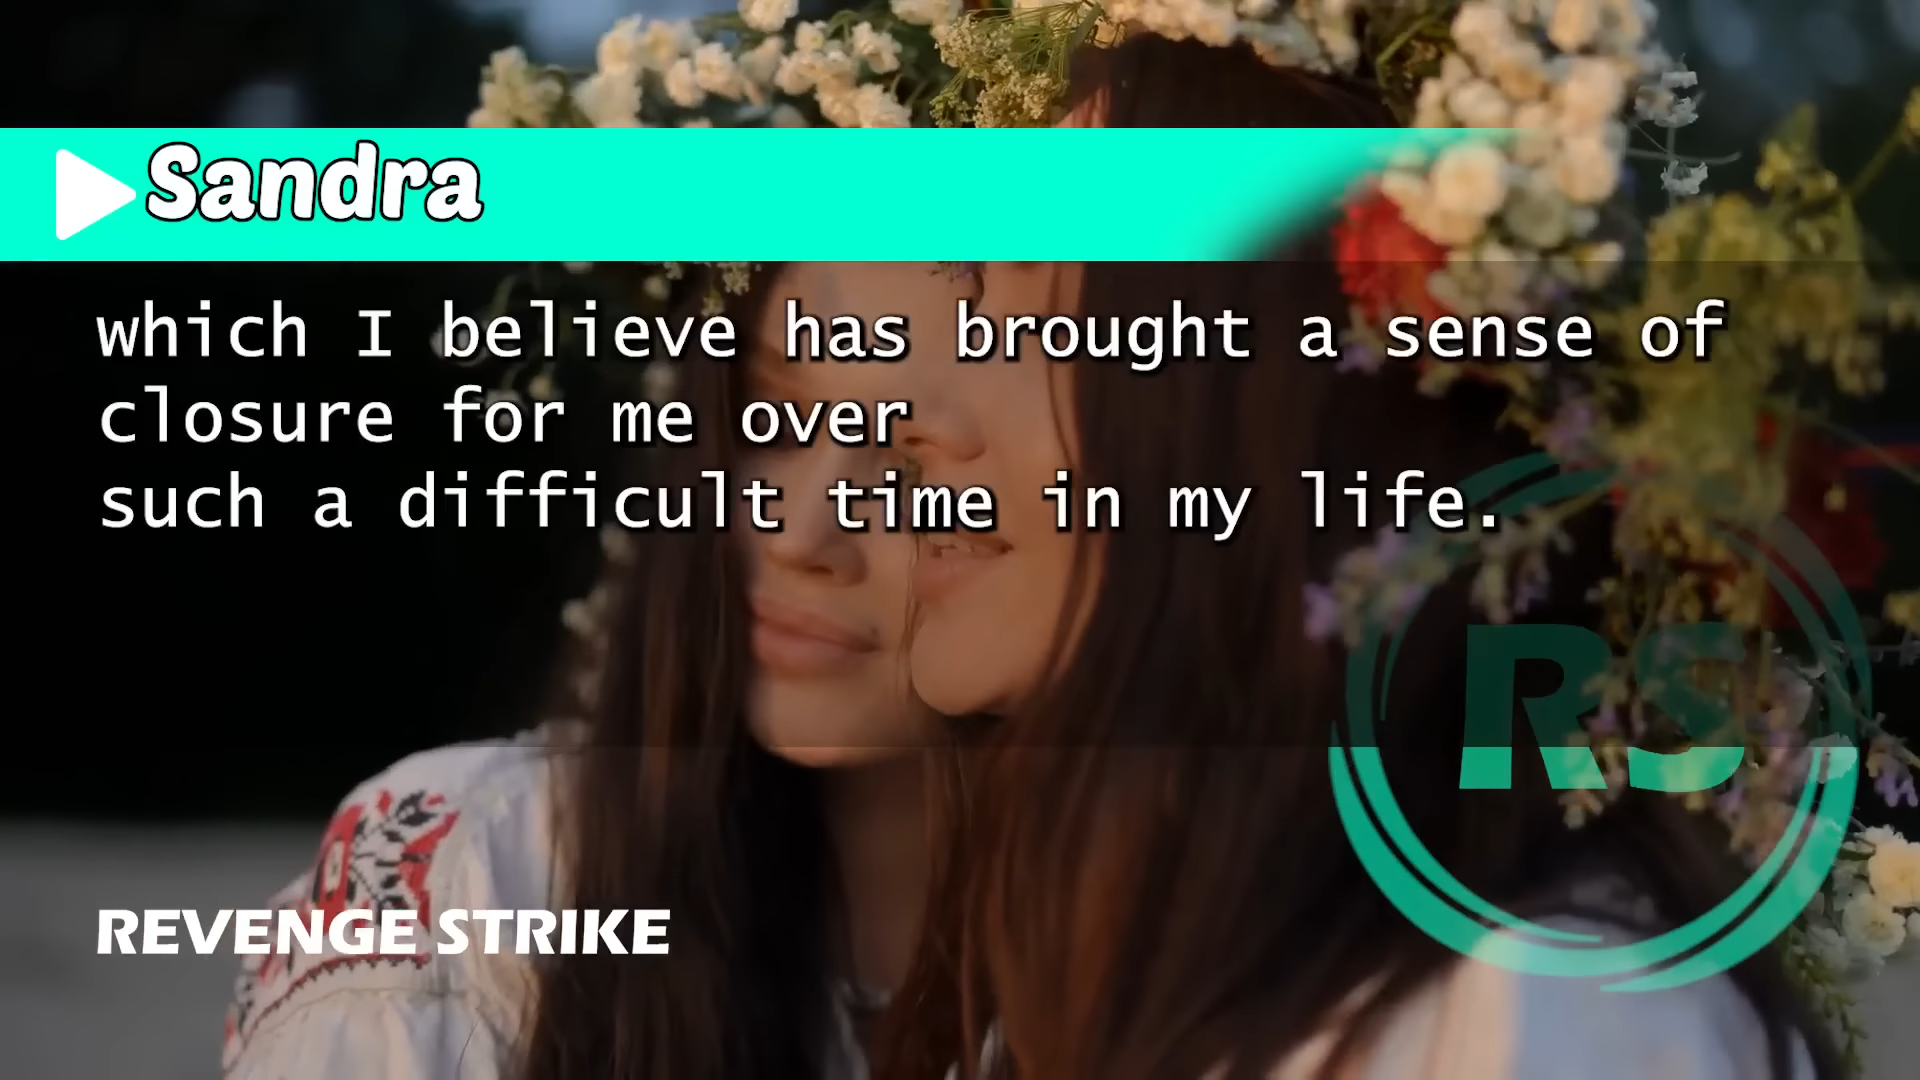 Sandra
which I believe has brought a sense of
closure for me over
such a difficult time in my life.
RS
REVENGE STRIKE